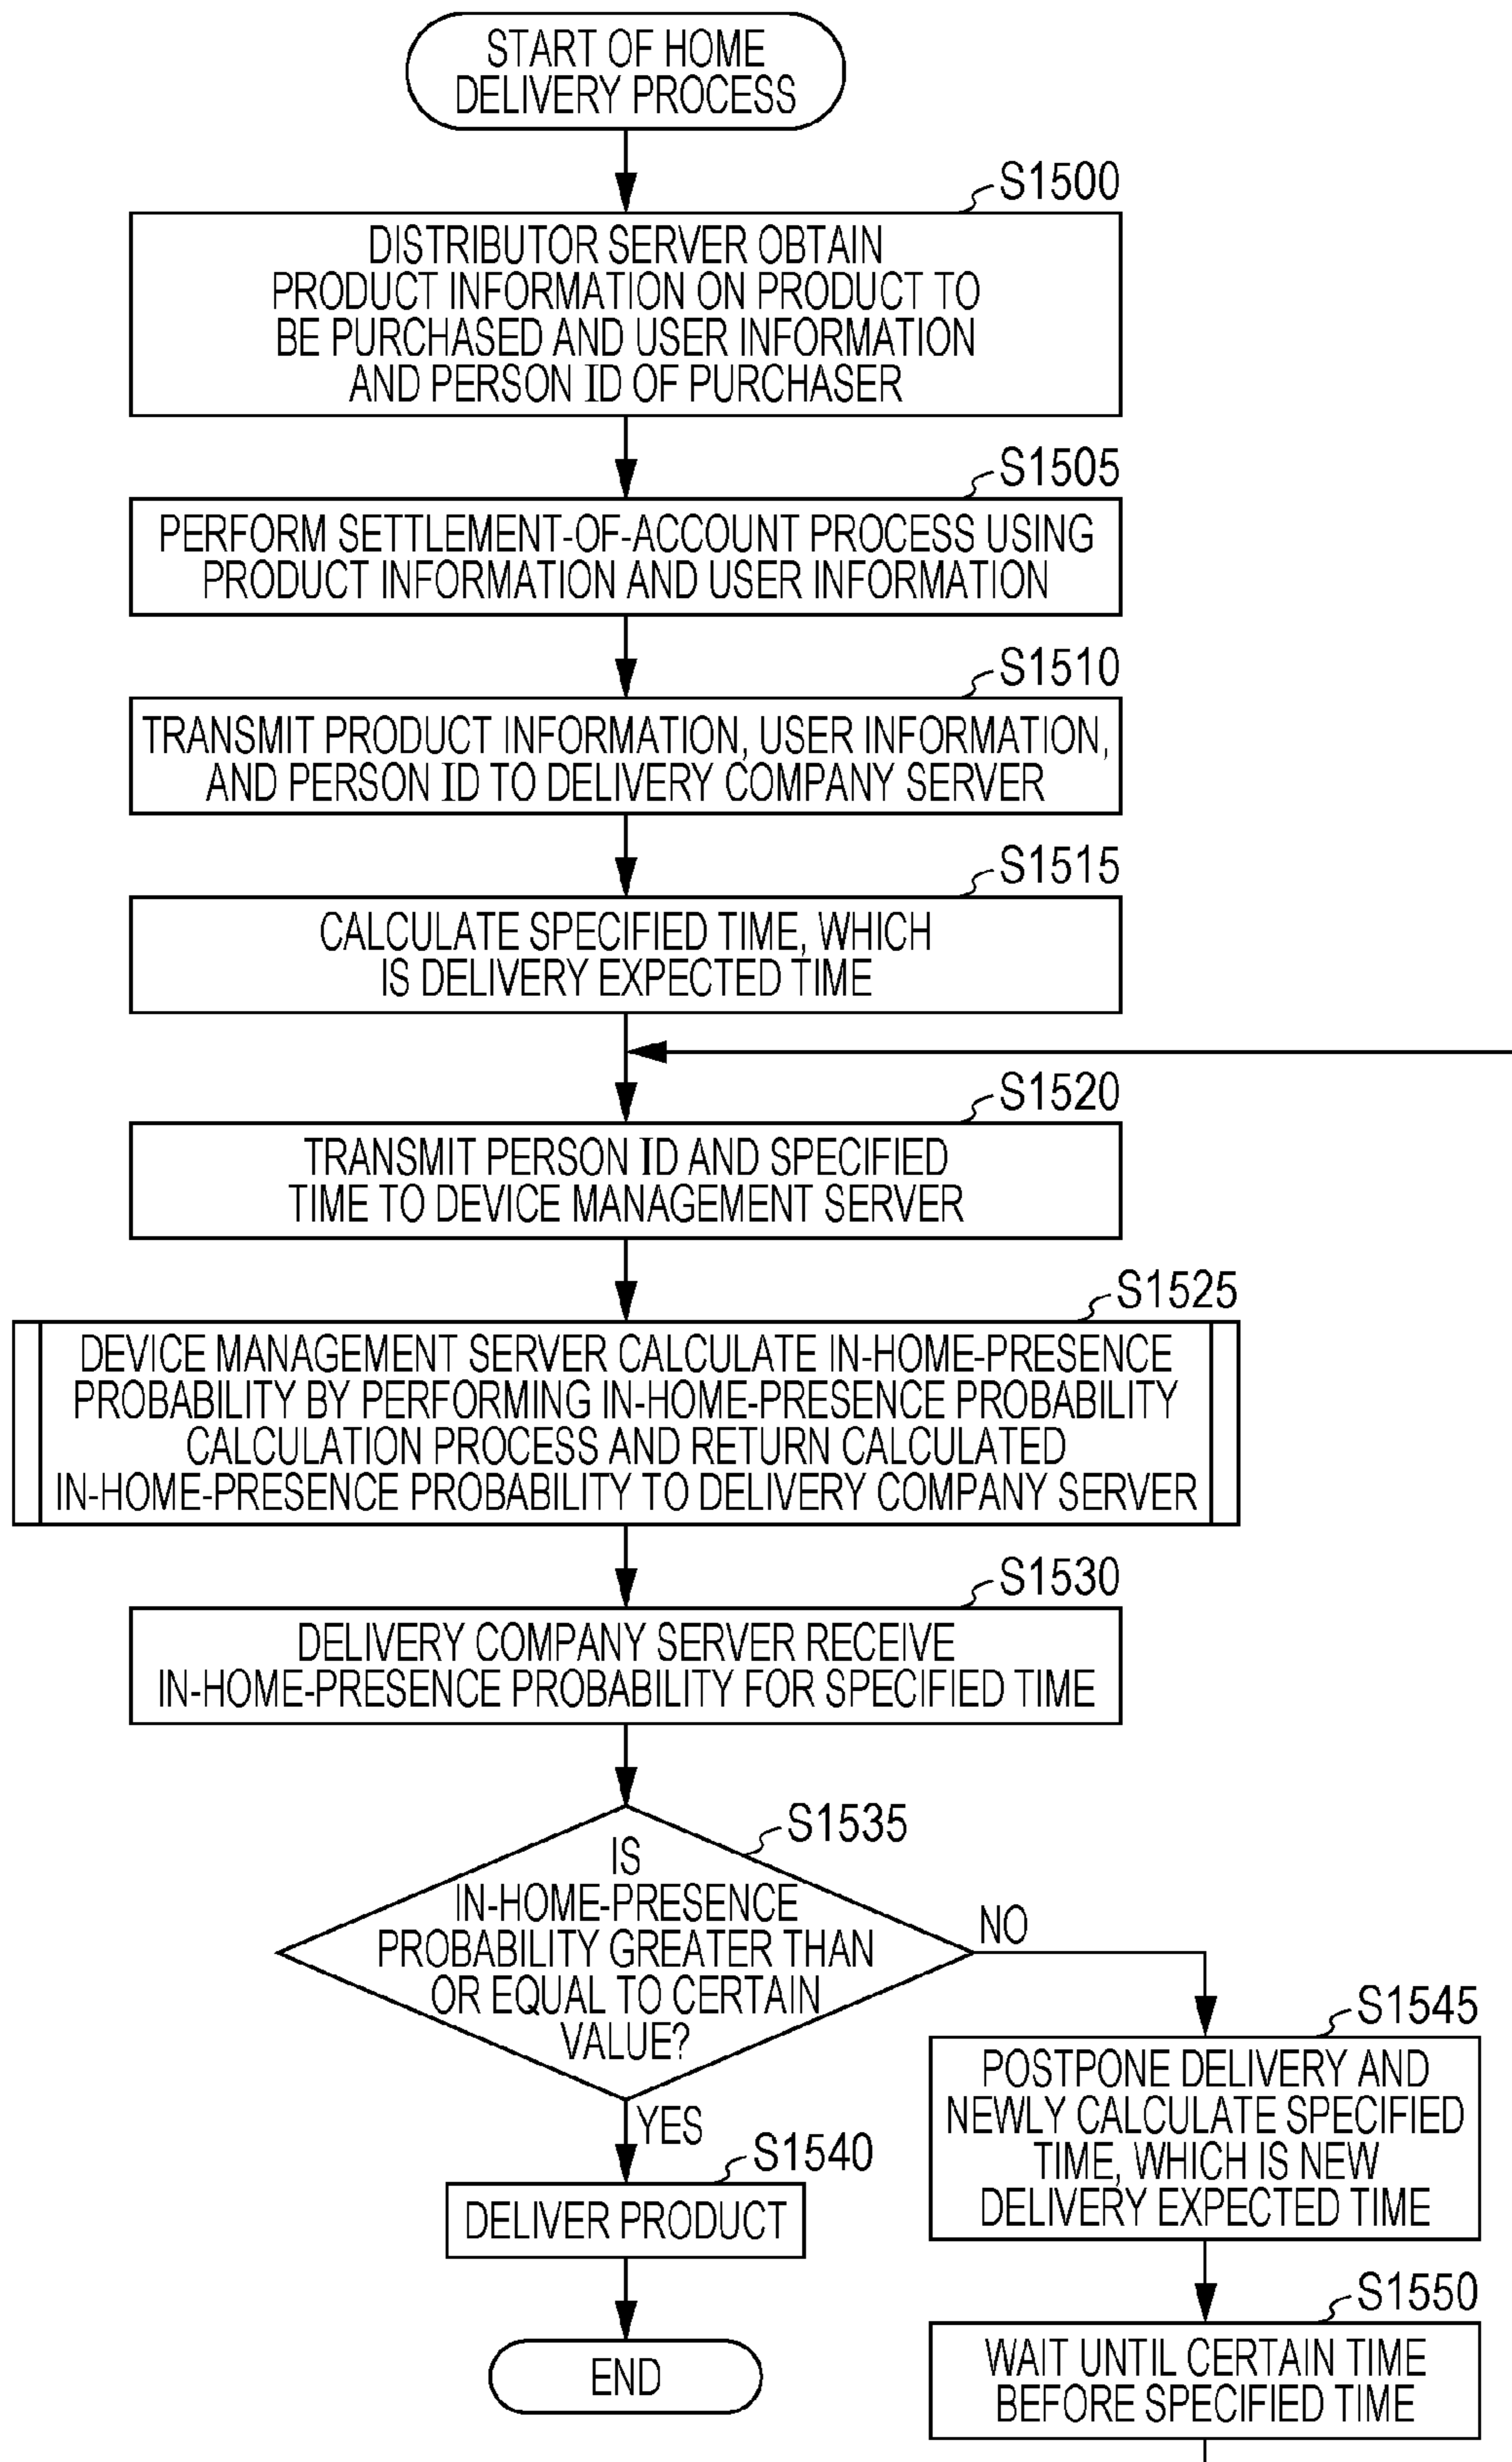 START OF HOME
DELIVERY PROCESS
S1500
DISTRIBUTOR SERVER OBTAIN
PRODUCT INFORMATION ON PRODUCT TO
BE PURCHASED AND USER INFORMATION
AND PERSON ID OF PURCHASER
S1505
PERFORM SETTLEMENT-OF-ACCOUNT PROCESS USING
PRODUCT INFORMATION AND USER INFORMATION
S1510
TRANSMIT PRODUCT INFORMATION, USER INFORMATION,
AND PERSON ID TO DELIVERY COMPANY SERVER
S1515
CALCULATE SPECIFIED TIME, WHICH
IS DELIVERY EXPECTED TIME
S1520
TRANSMIT PERSON ID AND SPECIFIED
TIME TO DEVICE MANAGEMENT SERVER
S1525
DEVICE MANAGEMENT SERVER CALCULATE IN-HOME-PRESENCE
PROBABILITY BY PERFORMING IN-HOME-PRESENCE PROBABILITY
CALCULATION PROCESS AND RETURN CALCULATED
IN-HOME-PRESENCE PROBABILITY TO DELIVERY COMPANY SERVER
S1530
DELIVERY COMPANY SERVER RECEIVE
IN-HOME-PRESENCE PROBABILITY FOR SPECIFIED TIME
S1535
IS
IN-HOME-PRESENCE
PROBABILITY GREATER THAN
OR EQUAL TO CERTAIN
VALUE?
NO
YES
S1540
DELIVER PRODUCT
END
S1545
POSTPONE DELIVERY AND
NEWLY CALCULATE SPECIFIED
TIME, WHICH IS NEW
DELIVERY EXPECTED TIME
S1550
WAIT UNTIL CERTAIN TIME
BEFORE SPECIFIED TIME